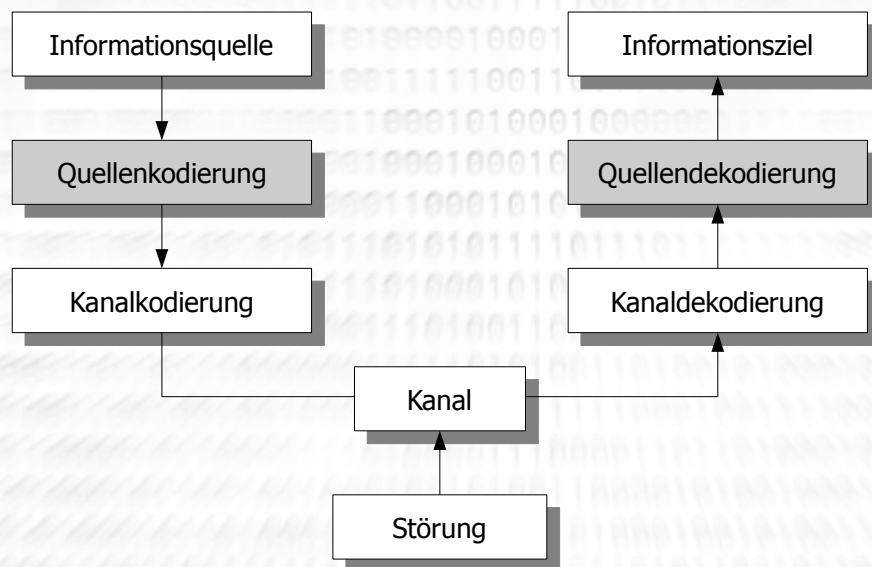 Informationsquelle
Informationsziel
Quellenkodierung
Quellendekodierung
Kanalkodierung
Kanaldekodierung
Kanal
Störung